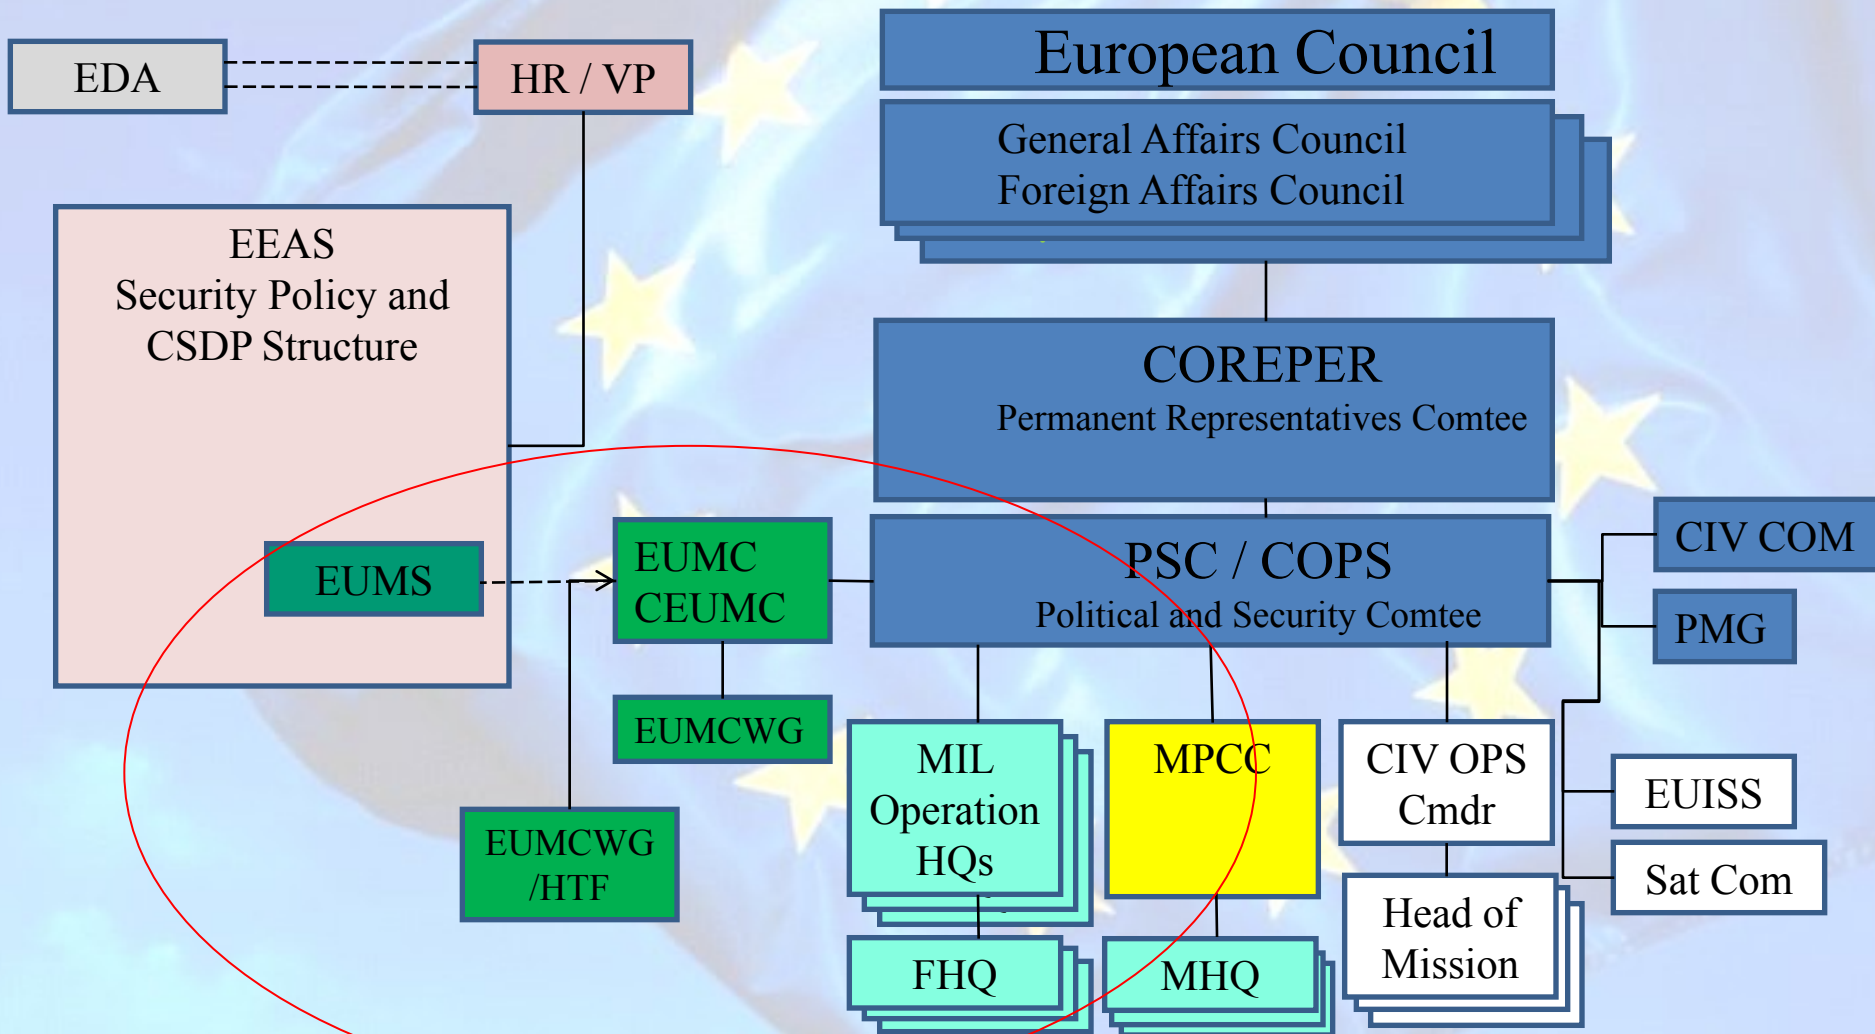 EDA
HR / VP
European Council
General Affairs Council
Foreign Affairs Council
EEAS
Security Policy and
CSDP Structure
COREPER
Permanent Representatives Comtee
EUMS
EUMC
CEUMC
PSC / COPS
Political and Security Comtee
CIV COM
PMG
EUMCWG
EUMCWG
/HTF
MIL
Operation
HQs
MPCC
CIV OPS
Cmdr
EUISS
Sat Com
FHQ
MHQ
Head of
Mission